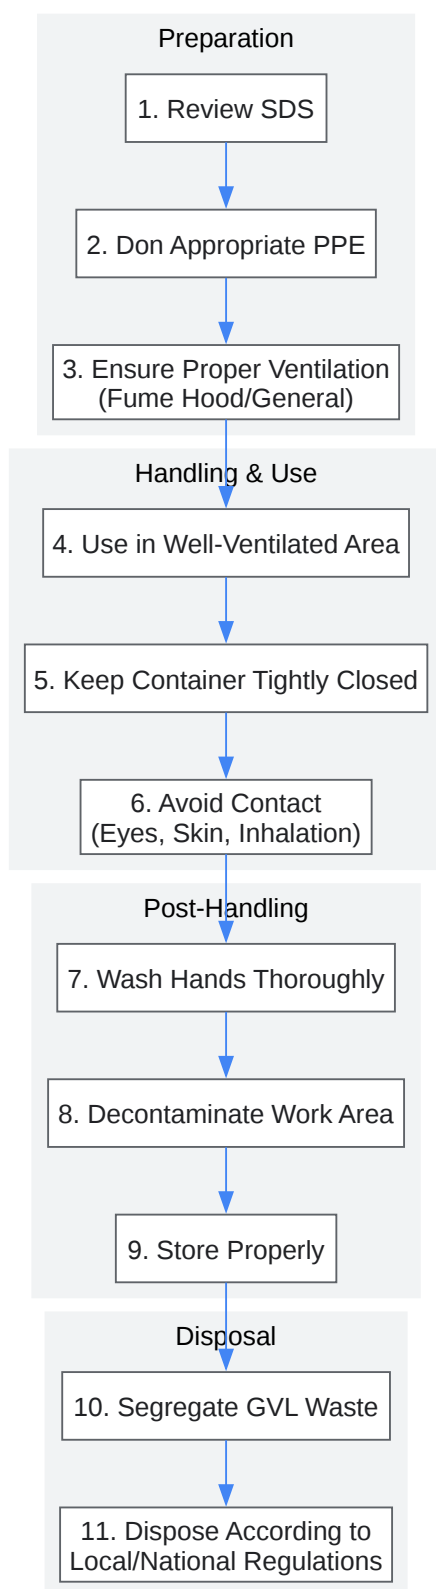 Preparation
1. Review SDS
2. Don Appropriate PPE
3. Ensure Proper Ventilation
(Fume Hood/General)
Handling & Use
4. Use in Well-Ventilated Area
5. Keep Container Tightly Closed
6. Avoid Contact
(Eyes, Skin, Inhalation)
Post-Handling
7. Wash Hands Thoroughly
8. Decontaminate Work Area
9. Store Properly
Disposal
10. Segregate GVL Waste
11. Dispose According to
Local/National Regulations